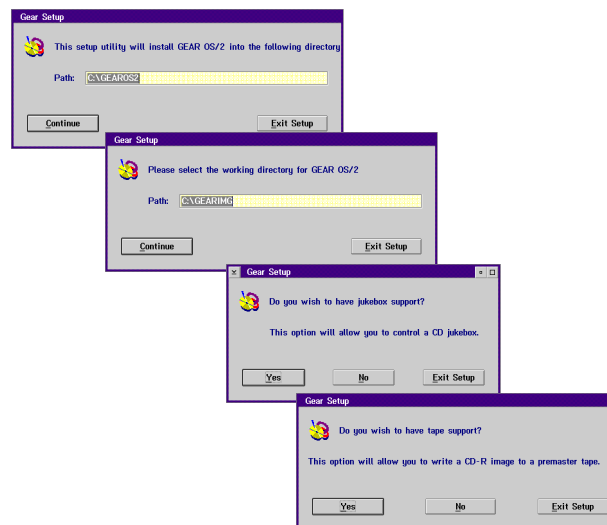 Gear Setup
This setup utility will install GEAR OS/2 into the following directory
Path: C:\GEAROS2
Continue Exit Setup
Gear Setup
Please select the working directory for GEAR OS/2
Path: C:\GEARIMG
Continue Exit Setup
Gear Setup
Do you wish to have jukebox support?
This option will allow you to control a CD jukebox.
Yes No Exit Setup
Gear Setup
Do you wish to have tape support?
This option will allow you to write a CD-R image to a premaster tape.
Yes No Exit Setup